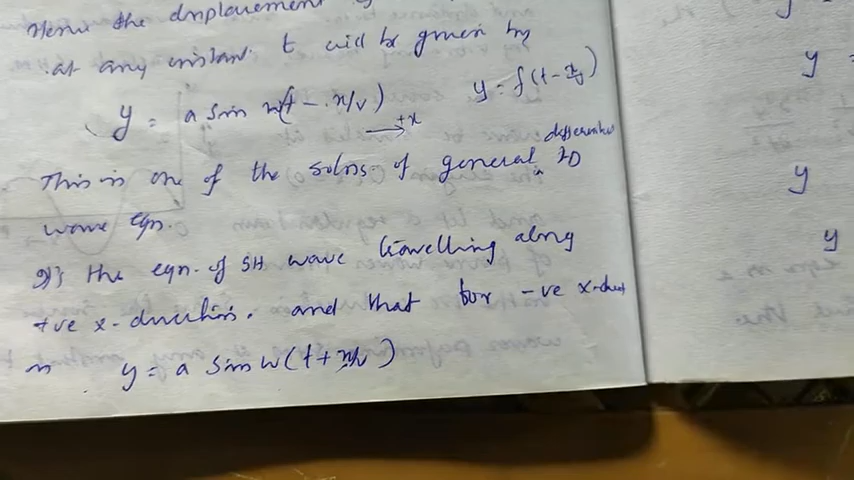 Hence the displacement
at any instant t will be given by
y = a sin w(t - x/v) → +x y = f(t - x/v)
This is one of the solns. of general differential 1D
wave eqn.
It's the eqn. of SH wave travelling along
+ve x-direction. and that for -ve x-direct
is y = a sin w(t + x/v)
y
y
y
y